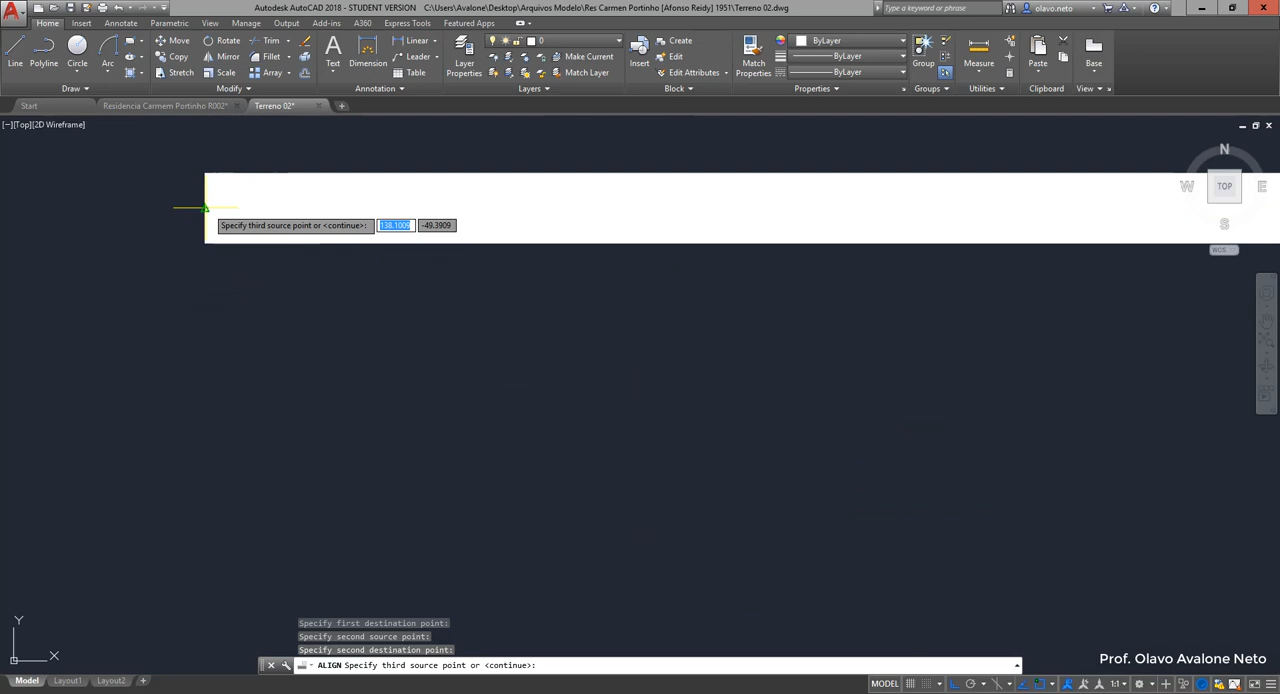 Autodesk AutoCAD 2018 - STUDENT VERSION C:\Users\Avalone\Desktop\Arquivos Modelo\Res Carmen Portinho [Afonso Reidy] 1951\Terreno 02.dwg
Type a keyword or phrase
olavo.neto
Home Insert Annotate Parametric View Manage Output Add-ins A360 Express Tools Featured Apps
Line Polyline Circle Arc
Move Rotate Trim
Copy Mirror Fillet
Stretch Scale Array
Text Dimension
Linear
Leader
Table
Layer Properties
0
Make Current
Match Layer
Insert
Create
Edit
Edit Attributes
Match Properties
ByLayer
ByLayer
ByLayer
Group
Measure
Paste
Base
Draw Modify Annotation Layers Block Properties Groups Utilities Clipboard View
Start Residencia Carmem Portinho R002* Terreno 02*
[−][Top][2D Wireframe]
N
W TOP E
S
WCS
Specify third source point or <continue>: 138.1009 -49.3909
Y
X
Specify first destination point:
Specify second source point:
Specify second destination point:
ALIGN Specify third source point or <continue>:
Prof. Olavo Avalone Neto
Model Layout1 Layout2
MODEL 1:1